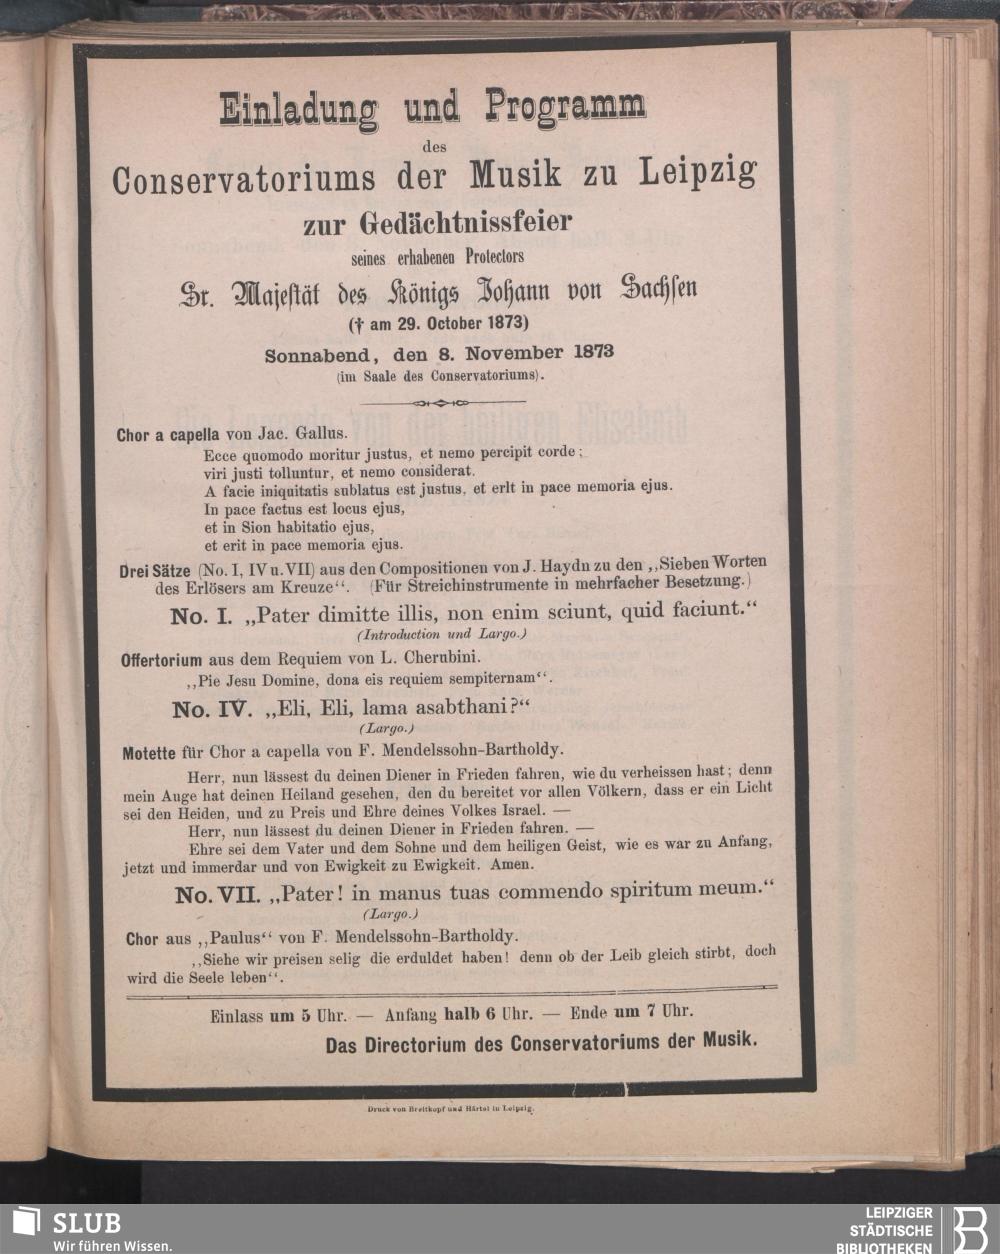 Einladung und Programm
des
Conservatoriums der Musik zu Leipzig
zur Gedächtnissfeier
seines erhabenen Protectors
Sr. Majestät des Königs Johann von Sachsen
(† am 29. October 1873)
Sonnabend, den 8. November 1873
(im Saale des Conservatoriums).
Chor a capella von Jac. Gallus.
Ecce quomodo moritur justus, et nemo percipit corde;
viri justi tolluntur, et nemo considerat.
A facie iniquitatis sublatus est justus, et erIt in pace memoria ejus.
In pace factus est locus ejus,
et in Sion habitatio ejus,
et erit in pace memoria ejus.
Drei Sätze (No. I, IV u. VII) aus den Compositionen von J. Haydn zu den „Sieben Worten
des Erlösers am Kreuze“. (Für Streichinstrumente in mehrfacher Besetzung.)
No. I. „Pater dimitte illis, non enim sciunt, quid faciunt.“
(Introduction und Largo.)
Offertorium aus dem Requiem von L. Cherubini.
„Pie Jesu Domine, dona eis requiem sempiternam“.
No. IV. „Eli, Eli, lama asabthani?“
(Largo.)
Motette für Chor a capella von F. Mendelssohn-Bartholdy.
Herr, nun lässest du deinen Diener in Frieden fahren, wie du verheissen hast; denn
mein Auge hat deinen Heiland gesehen, den du bereitet vor allen Völkern, dass er ein Licht
sei den Heiden, und zu Preis und Ehre deines Volkes Israel. —
Herr, nun lässest du deinen Diener in Frieden fahren. —
Ehre sei dem Vater und dem Sohne und dem heiligen Geist, wie es war zu Anfang,
jetzt und immerdar und von Ewigkeit zu Ewigkeit. Amen.
No. VII. „Pater! in manus tuas commendo spiritum meum.“
(Largo.)
Chor aus „Paulus“ von F. Mendelssohn-Bartholdy.
„Siehe wir preisen selig die erduldet haben! denn ob der Leib gleich stirbt, doch
wird die Seele leben“.
Einlass um 5 Uhr. — Anfang halb 6 Uhr. — Ende um 7 Uhr.
Das Directorium des Conservatoriums der Musik.
Druck von Breitkopf und Härtel in Leipzig.
SLUB
Wir führen Wissen.
LEIPZIGER
STÄDTISCHE
BIBLIOTHEKEN